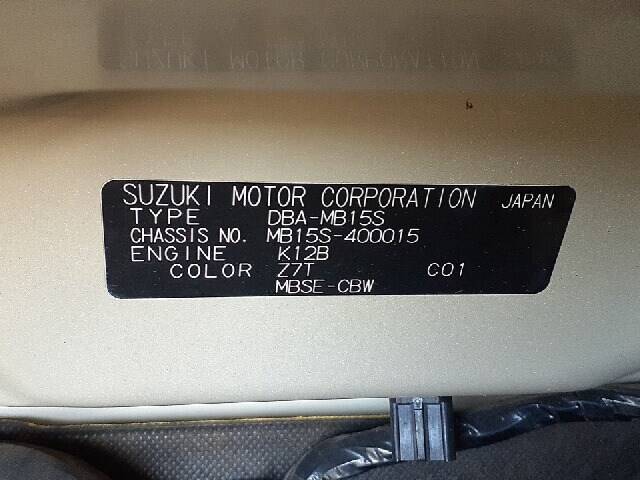 SUZUKI MOTOR CORPORATION JAPAN
TYPE DBA-MB15S
CHASSIS NO. MB15S-400015
ENGINE K12B
COLOR Z7T C01
MBSE-CBW